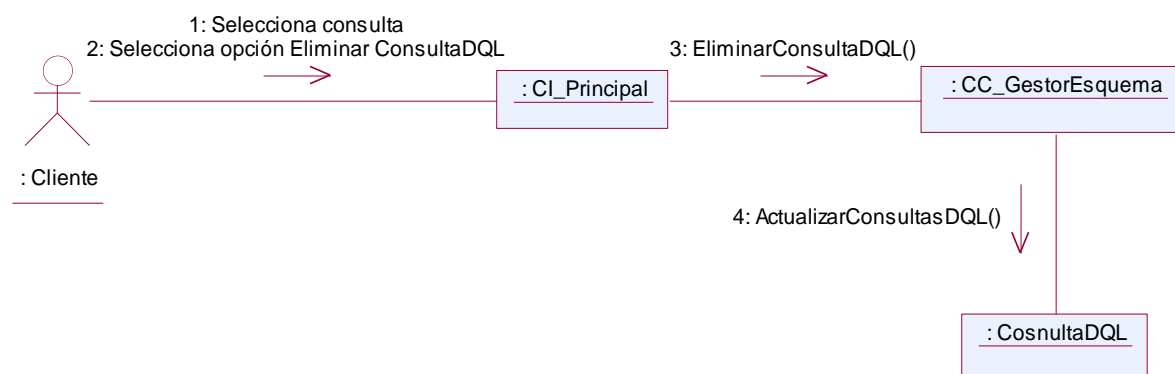 1: Selecciona consulta
2: Selecciona opción Eliminar ConsultaDQL
3: EliminarConsultaDQL()
: CI_Principal
: CC_GestorEsquema
: Cliente
4: ActualizarConsultasDQL()
: CosnultaDQL